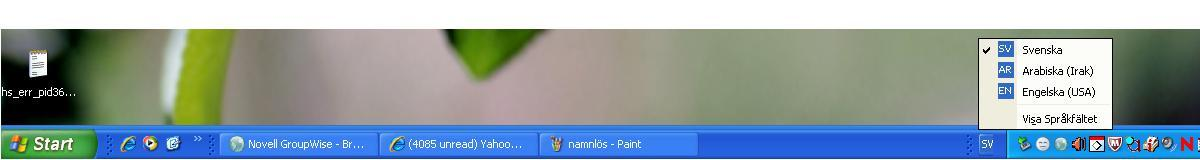 SV Svenska
AR Arabiska (Irak)
EN Engelska (USA)
Visa Språkfältet
hs_err_pid36...
Start
Novell GroupWise - Br...
(4085 unread) Yahoo...
namnlös - Paint
SV